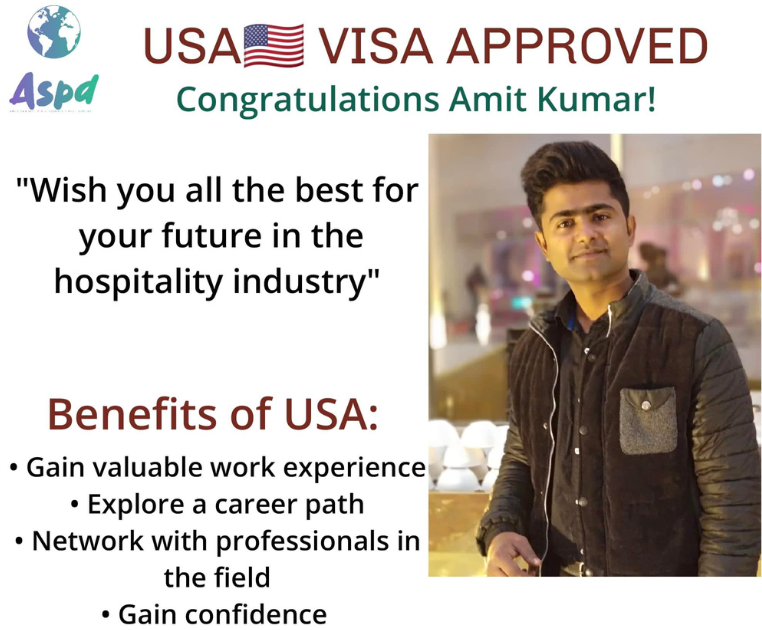 Aspd
USA🇺🇸 VISA APPROVED
Congratulations Amit Kumar!
"Wish you all the best for
your future in the
hospitality industry"
Benefits of USA:
• Gain valuable work experience
• Explore a career path
• Network with professionals in
the field
• Gain confidence